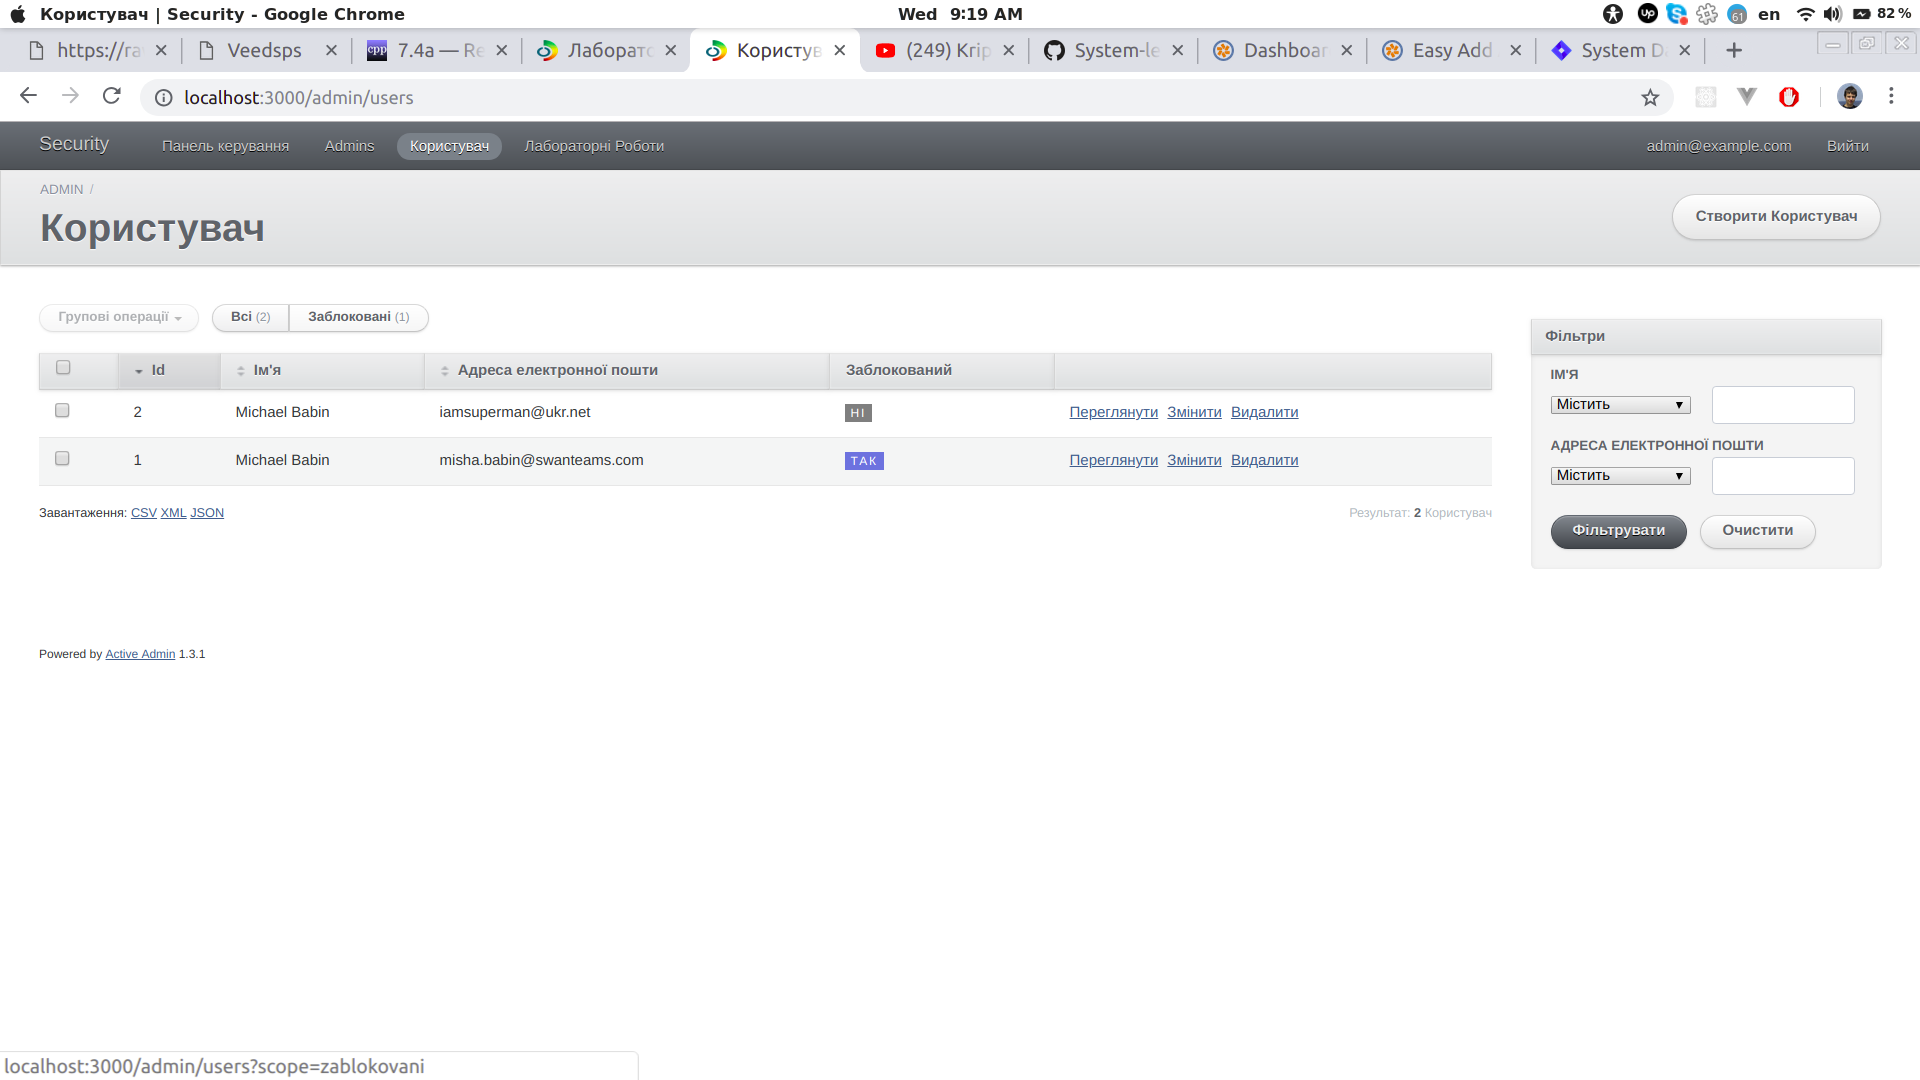 Користувач | Security - Google Chrome Wed 9:19 AM 61 en 82 %
https://ra Veedsps 7.4a — Re Лаборато Користув (249) Krip System-le Dashboar Easy Add System D
localhost:3000/admin/users
Security Панель керування Admins Користувач Лабораторні Роботи admin@example.com Вийти
ADMIN /
Користувач
Створити Користувач
Групові операції Всі (2) Заблоковані (1)
Id Ім'я Адреса електронної пошти Заблокований
2 Michael Babin iamsuperman@ukr.net НІ Переглянути Змінити Видалити
1 Michael Babin misha.babin@swanteams.com ТАК Переглянути Змінити Видалити
Завантаження: CSV XML JSON Результат: 2 Користувач
Фільтри
ІМ'Я
Містить
АДРЕСА ЕЛЕКТРОННОЇ ПОШТИ
Містить
Фільтрувати Очистити
Powered by Active Admin 1.3.1
localhost:3000/admin/users?scope=zablokovani